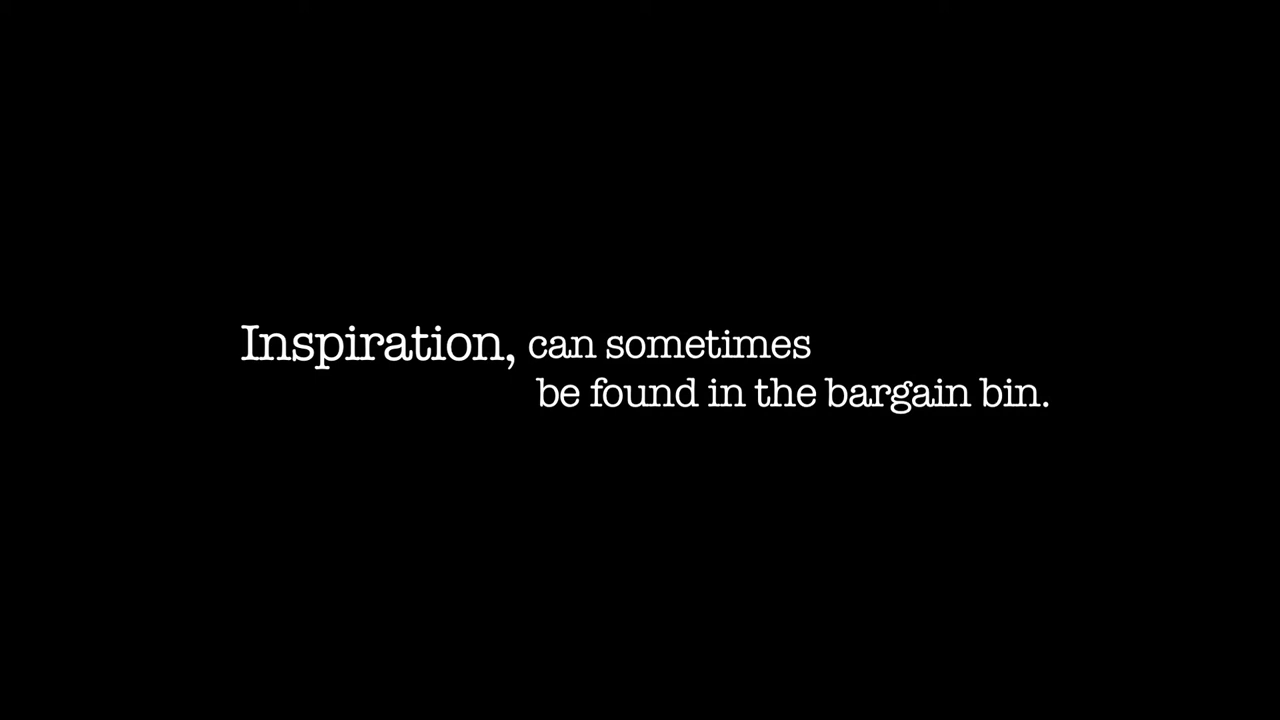 Inspiration, can sometimes
be found in the bargain bin.